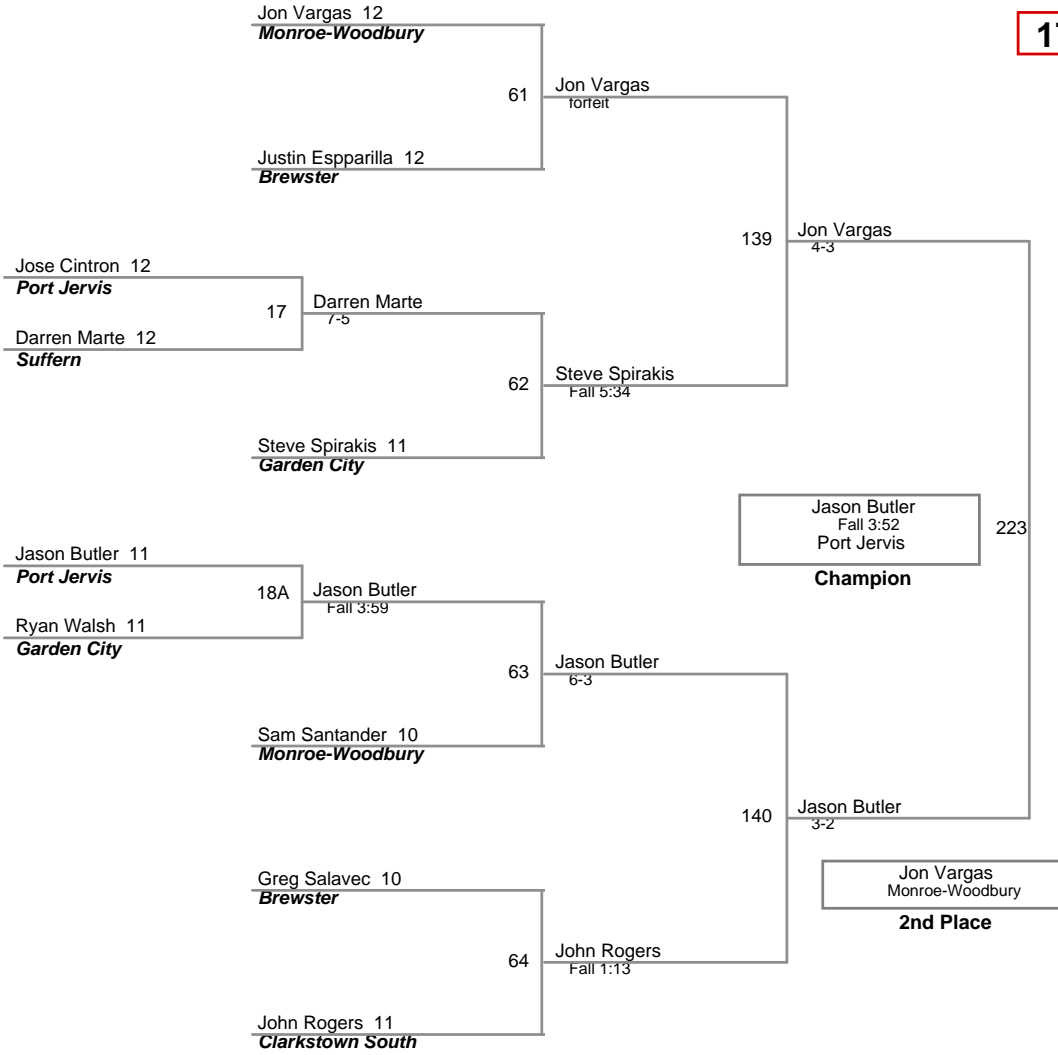 Jon Vargas 12
Monroe-Woodbury
61
Jon Vargas
forfeit
Justin Espparilla 12
Brewster
139
Jon Vargas
4-3
Jose Cintron 12
Port Jervis
17
Darren Marte
7-5
Darren Marte 12
Suffern
62
Steve Spirakis
Fall 5:34
Steve Spirakis 11
Garden City
Jason Butler
Fall 3:52
Port Jervis
Champion
223
Jason Butler 11
Port Jervis
18A
Jason Butler
Fall 3:59
Ryan Walsh 11
Garden City
63
Jason Butler
6-3
Sam Santander 10
Monroe-Woodbury
140
Jason Butler
3-2
Greg Salavec 10
Brewster
Jon Vargas
Monroe-Woodbury
2nd Place
64
John Rogers
Fall 1:13
John Rogers 11
Clarkstown South